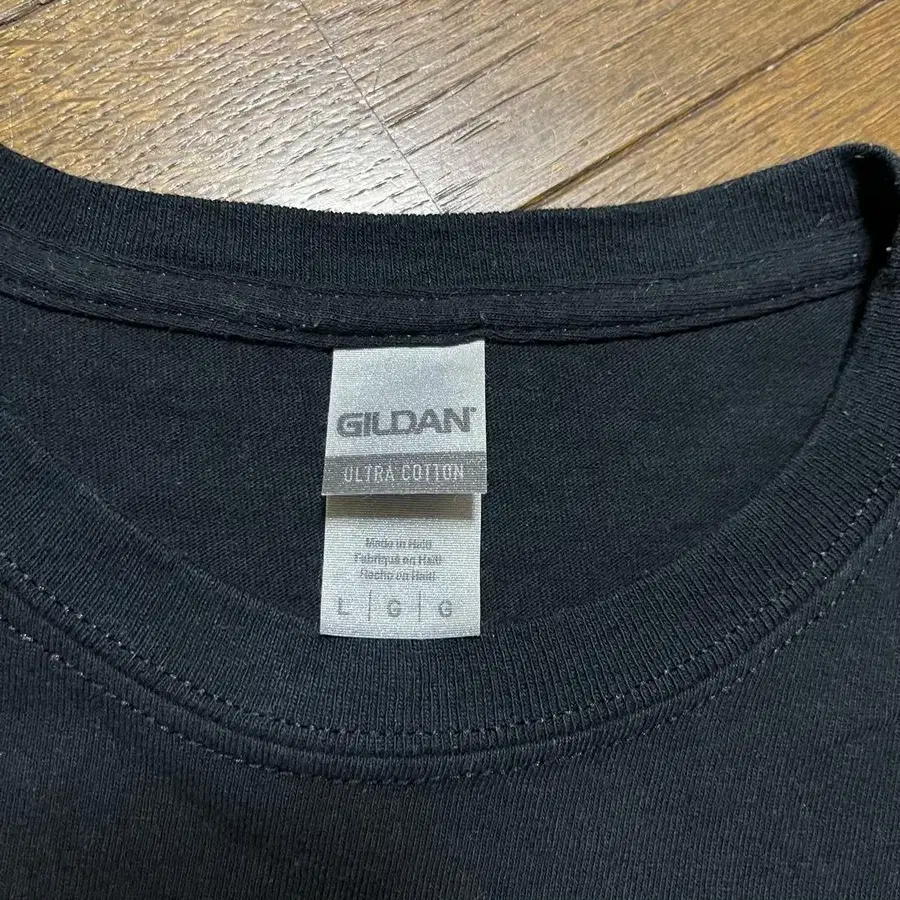 GILDAN®
ULTRA COTTON
Made in Haiti
Fabriqué en Haïti
Hecho en Haití
L | G | G